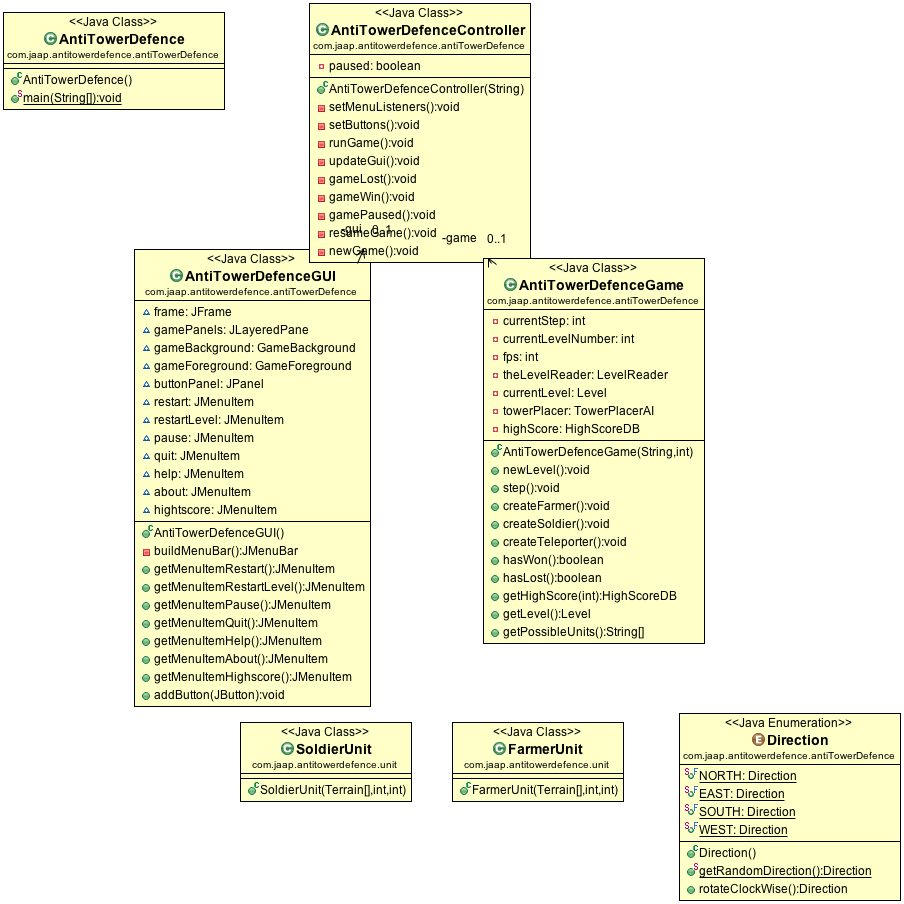 <<Java Class>>
AntiTowerDefence
com.jaap.antitowerdefence.antiTowerDefence
AntiTowerDefence()
main(String[]):void
<<Java Class>>
AntiTowerDefenceController
com.jaap.antitowerdefence.antiTowerDefence
paused: boolean
AntiTowerDefenceController(String)
setMenuListeners():void
setButtons():void
runGame():void
updateGui():void
gameLost():void
gameWin():void
gamePaused():void
resumeGame():void
newGame():void
-gui 0..1
-game 0..1
<<Java Class>>
AntiTowerDefenceGUI
com.jaap.antitowerdefence.antiTowerDefence
frame: JFrame
gamePanels: JLayeredPane
gameBackground: GameBackground
gameForeground: GameForeground
buttonPanel: JPanel
restart: JMenuItem
restartLevel: JMenuItem
pause: JMenuItem
quit: JMenuItem
help: JMenuItem
about: JMenuItem
hightscore: JMenuItem
AntiTowerDefenceGUI()
buildMenuBar():JMenuBar
getMenuItemRestart():JMenuItem
getMenuItemRestartLevel():JMenuItem
getMenuItemPause():JMenuItem
getMenuItemQuit():JMenuItem
getMenuItemHelp():JMenuItem
getMenuItemAbout():JMenuItem
getMenuItemHighscore():JMenuItem
addButton(JButton):void
<<Java Class>>
AntiTowerDefenceGame
com.jaap.antitowerdefence.antiTowerDefence
currentStep: int
currentLevelNumber: int
fps: int
theLevelReader: LevelReader
currentLevel: Level
towerPlacer: TowerPlacerAI
highScore: HighScoreDB
AntiTowerDefenceGame(String,int)
newLevel():void
step():void
createFarmer():void
createSoldier():void
createTeleporter():void
hasWon():boolean
hasLost():boolean
getHighScore(int):HighScoreDB
getLevel():Level
getPossibleUnits():String[]
<<Java Class>>
SoldierUnit
com.jaap.antitowerdefence.unit
SoldierUnit(Terrain[],int,int)
<<Java Class>>
FarmerUnit
com.jaap.antitowerdefence.unit
FarmerUnit(Terrain[],int,int)
<<Java Enumeration>>
Direction
com.jaap.antitowerdefence.antiTowerDefence
NORTH: Direction
EAST: Direction
SOUTH: Direction
WEST: Direction
Direction()
getRandomDirection():Direction
rotateClockWise():Direction